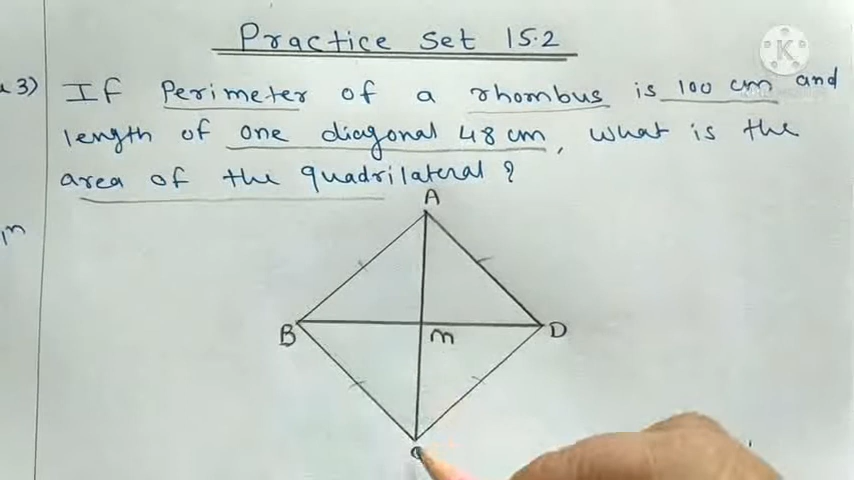 Practice Set 15.2
3) If Perimeter of a rhombus is 100 cm and
length of one diagonal 48 cm, what is the
area of the quadrilateral ?
A
B
m
D
K
KINEMASTER